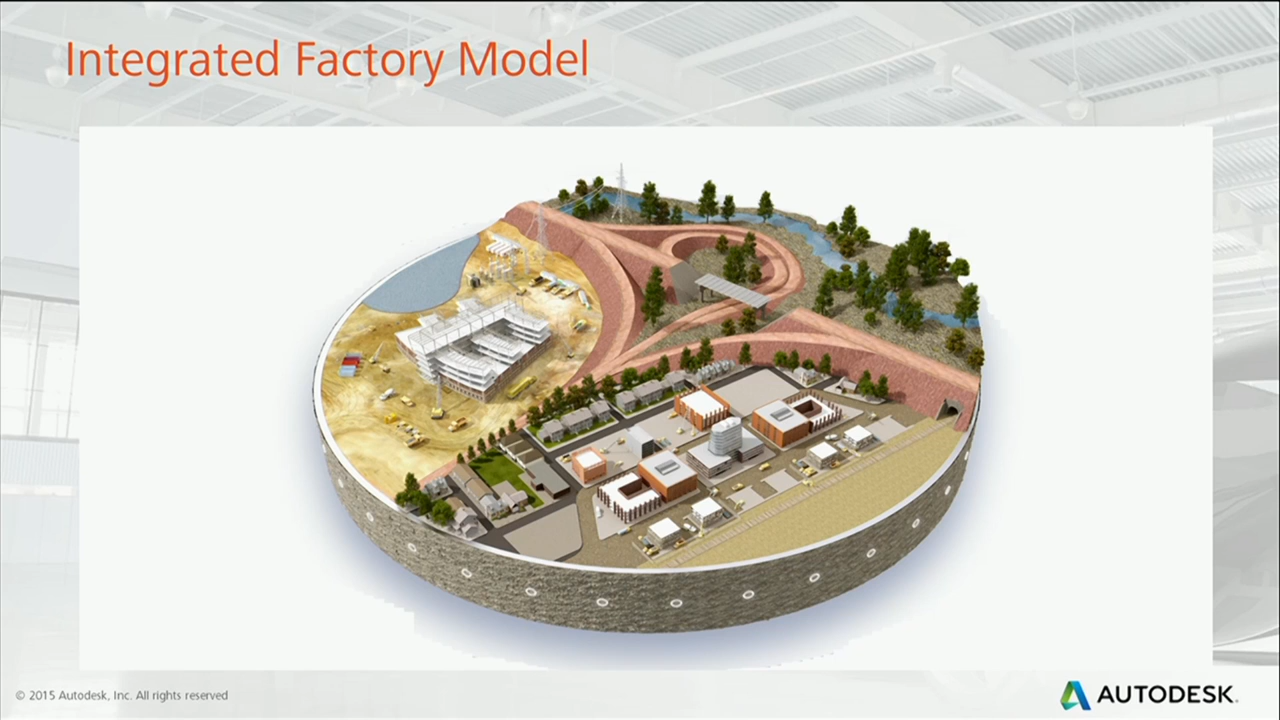 Integrated Factory Model
© 2015 Autodesk, Inc. All rights reserved
AUTODESK.